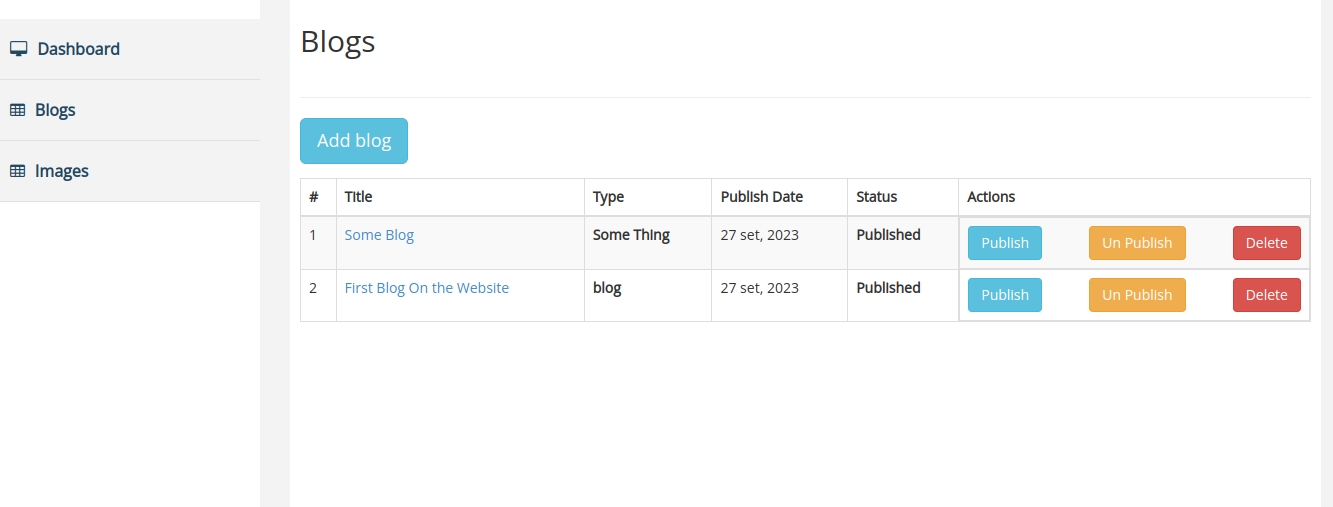 Dashboard
Blogs
Images
Blogs
Add blog
# Title Type Publish Date Status Actions
1 Some Blog Some Thing 27 set, 2023 Published Publish Un Publish Delete
2 First Blog On the Website blog 27 set, 2023 Published Publish Un Publish Delete